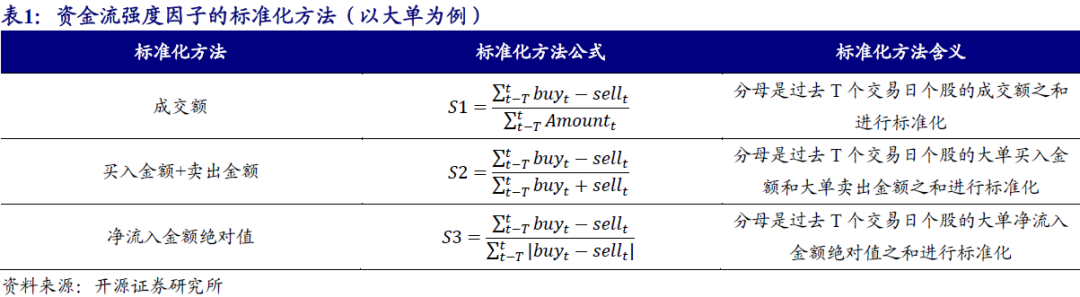 表1：资金流强度因子的标准化方法（以大单为例）
标准化方法 标准化方法公式 标准化方法含义
成交额 S1 = \frac{\sum_{t-T}^{t} buy_t - sell_t}{\sum_{t-T}^{t} Amount_t} 分母是过去 T 个交易日个股的成交额之和
进行标准化
买入金额+卖出金额 S2 = \frac{\sum_{t-T}^{t} buy_t - sell_t}{\sum_{t-T}^{t} buy_t + sell_t} 分母是过去 T 个交易日个股的大单买入金
额和大单卖出金额之和进行标准化
净流入金额绝对值 S3 = \frac{\sum_{t-T}^{t} buy_t - sell_t}{\sum_{t-T}^{t} |buy_t - sell_t|} 分母是过去 T 个交易日个股的大单净流入
金额绝对值之和进行标准化
资料来源：开源证券研究所